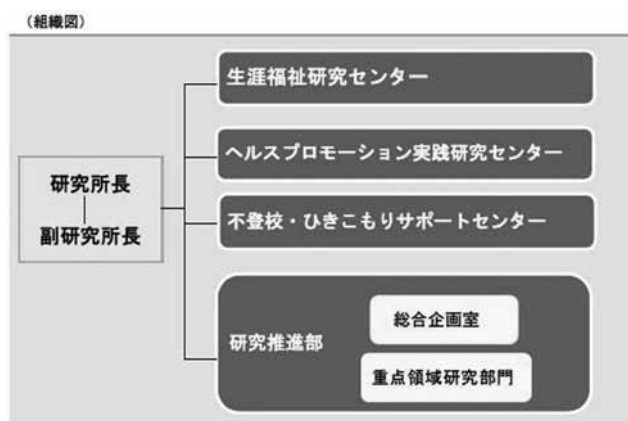 （組織図）
生涯福祉研究センター
ヘルスプロモーション実践研究センター
研究所長
副研究所長
不登校・ひきこもりサポートセンター
研究推進部
総合企画室
重点領域研究部門